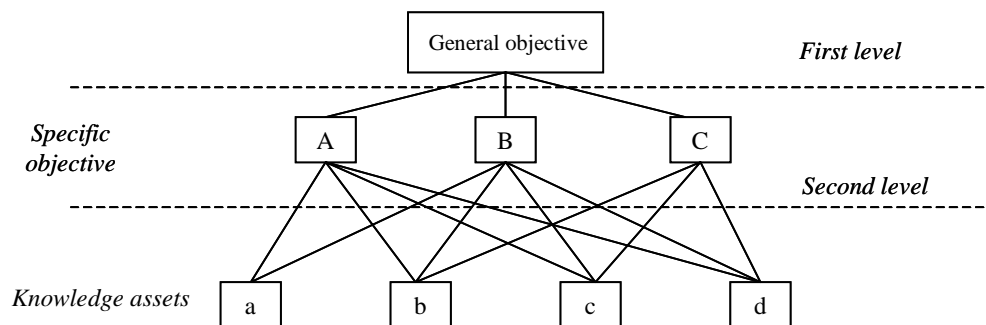 General objective
First level
Specific
objective
A
B
C
Second level
Knowledge assets
a
b
c
d